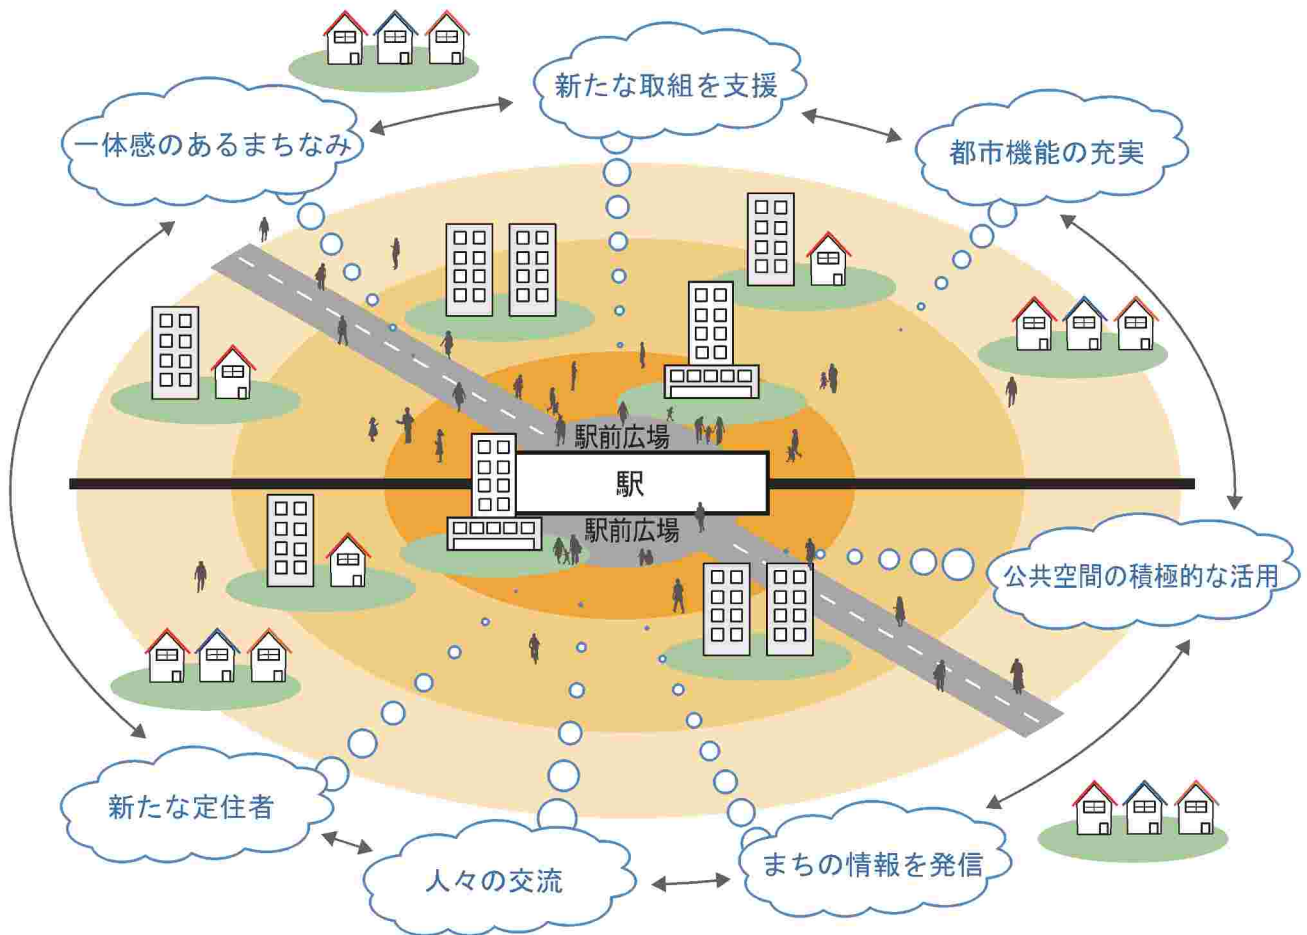 新たな取組を支援
一体感のあるまちなみ
都市機能の充実
駅前広場
駅
駅前広場
公共空間の積極的な活用
新たな定住者
人々の交流
まちの情報を発信